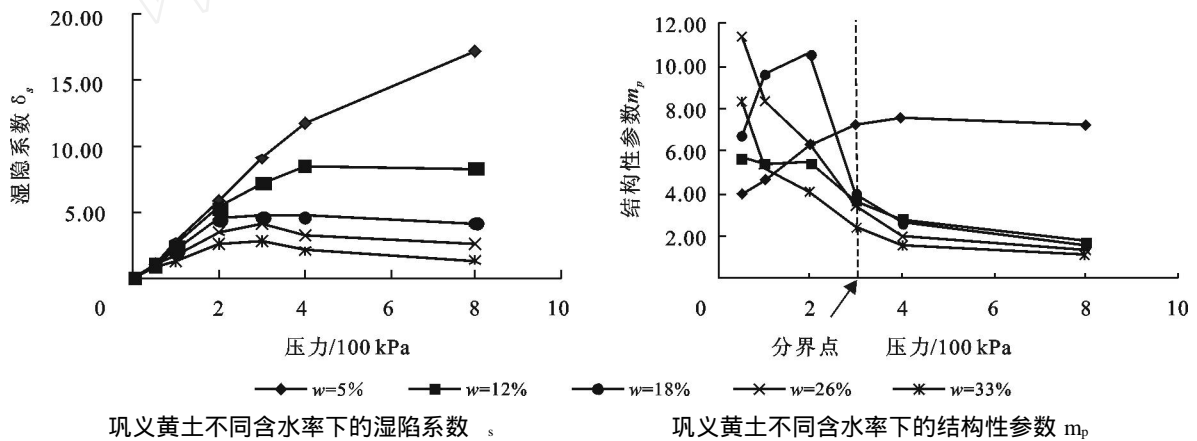 20.00
15.00
10.00
5.00
0 2 4 6 8 10
湿隐系数 δs
压力/100 kPa
12.00
10.00
8.00
6.00
4.00
2.00
0 2 4 6 8 10
结构性参数mp
分界点 压力/100 kPa
w=5% w=12% w=18% w=26% w=33%
巩义黄土不同含水率下的湿陷系数 s
巩义黄土不同含水率下的结构性参数 mp